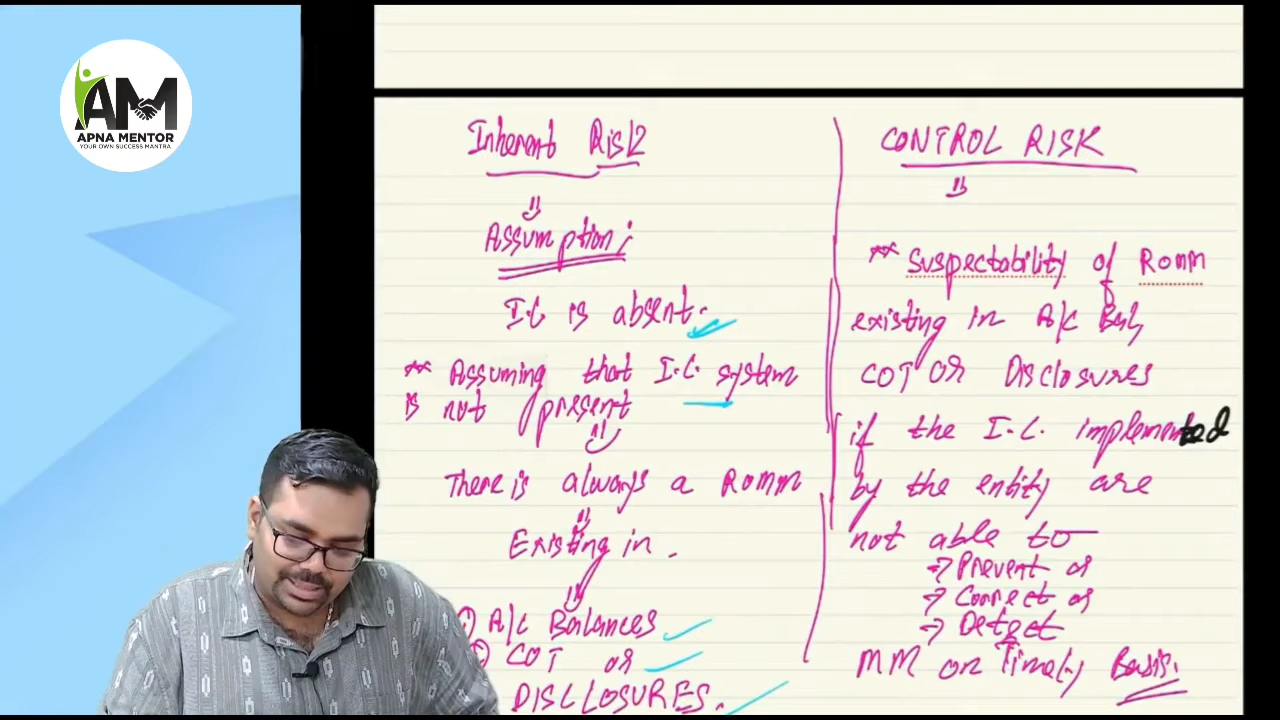 AM
APNA MENTOR
YOUR OWN SUCCESS MANTRA
Inherent Risk
Assumption:
I.C is absent.
** Assuming that I.C. system
is not present
There is always a ROMM
Existing in.
A/c Balances
COT or
DISCLOSURES.
CONTROL RISK
** Suspectability of ROMM
existing in A/c Bal,
COT OR DISCLOSURES
if the I.C. implemented
by the entity are
not able to
→ Prevent or
→ Correct or
→ Detect
MM on Timely Basis.